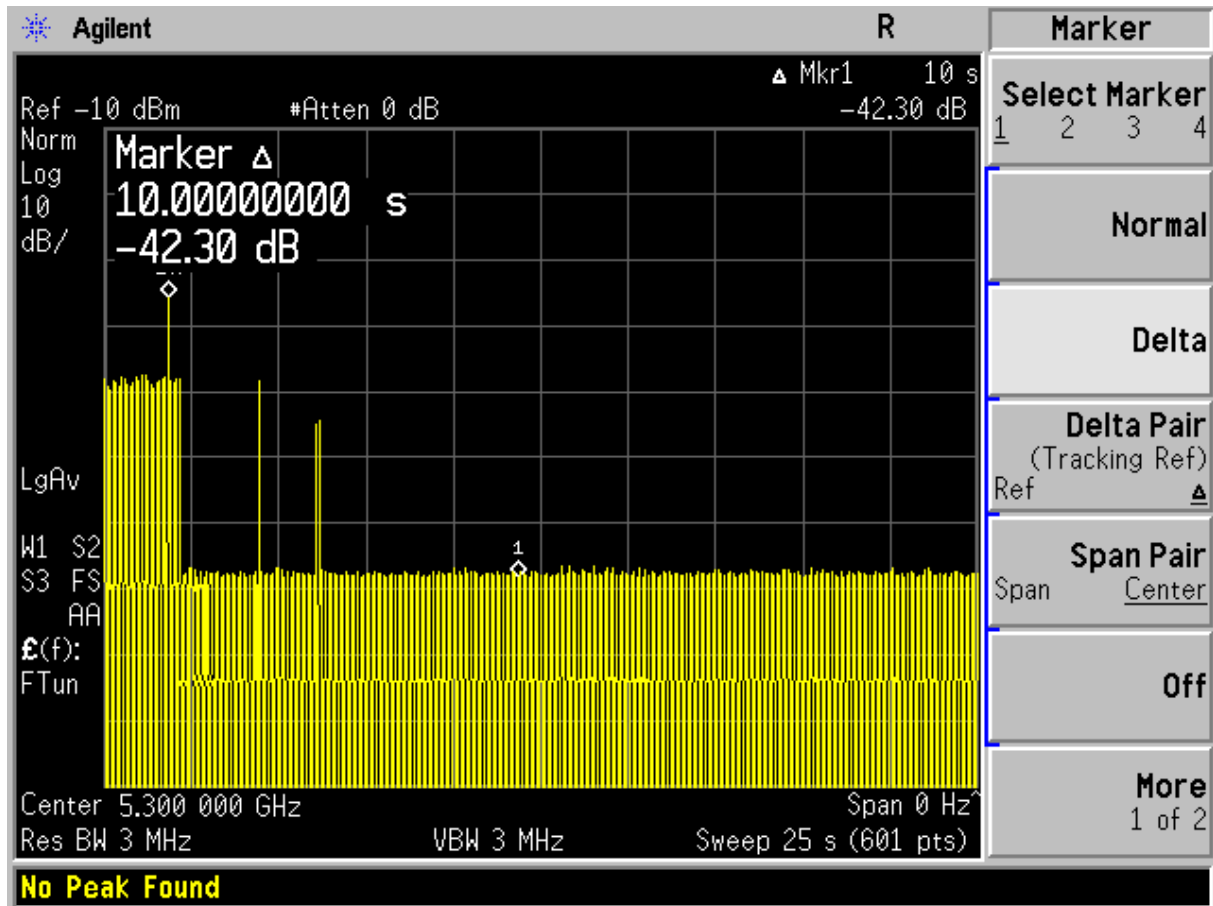 Agilent R Marker
Δ Mkr1 10 s
Ref -10 dBm #Atten 0 dB -42.30 dB
Norm
Log
10
dB/
Marker Δ
10.00000000 s
-42.30 dB
LgAv
W1 S2
S3 FS
AA
£(f):
FTun
1
Center 5.300 000 GHz Span 0 Hz^
Res BW 3 MHz VBW 3 MHz Sweep 25 s (601 pts)
No Peak Found
Select Marker
1 2 3 4
Normal
Delta
Delta Pair
(Tracking Ref)
Ref Δ
Span Pair
Span Center
Off
More
1 of 2